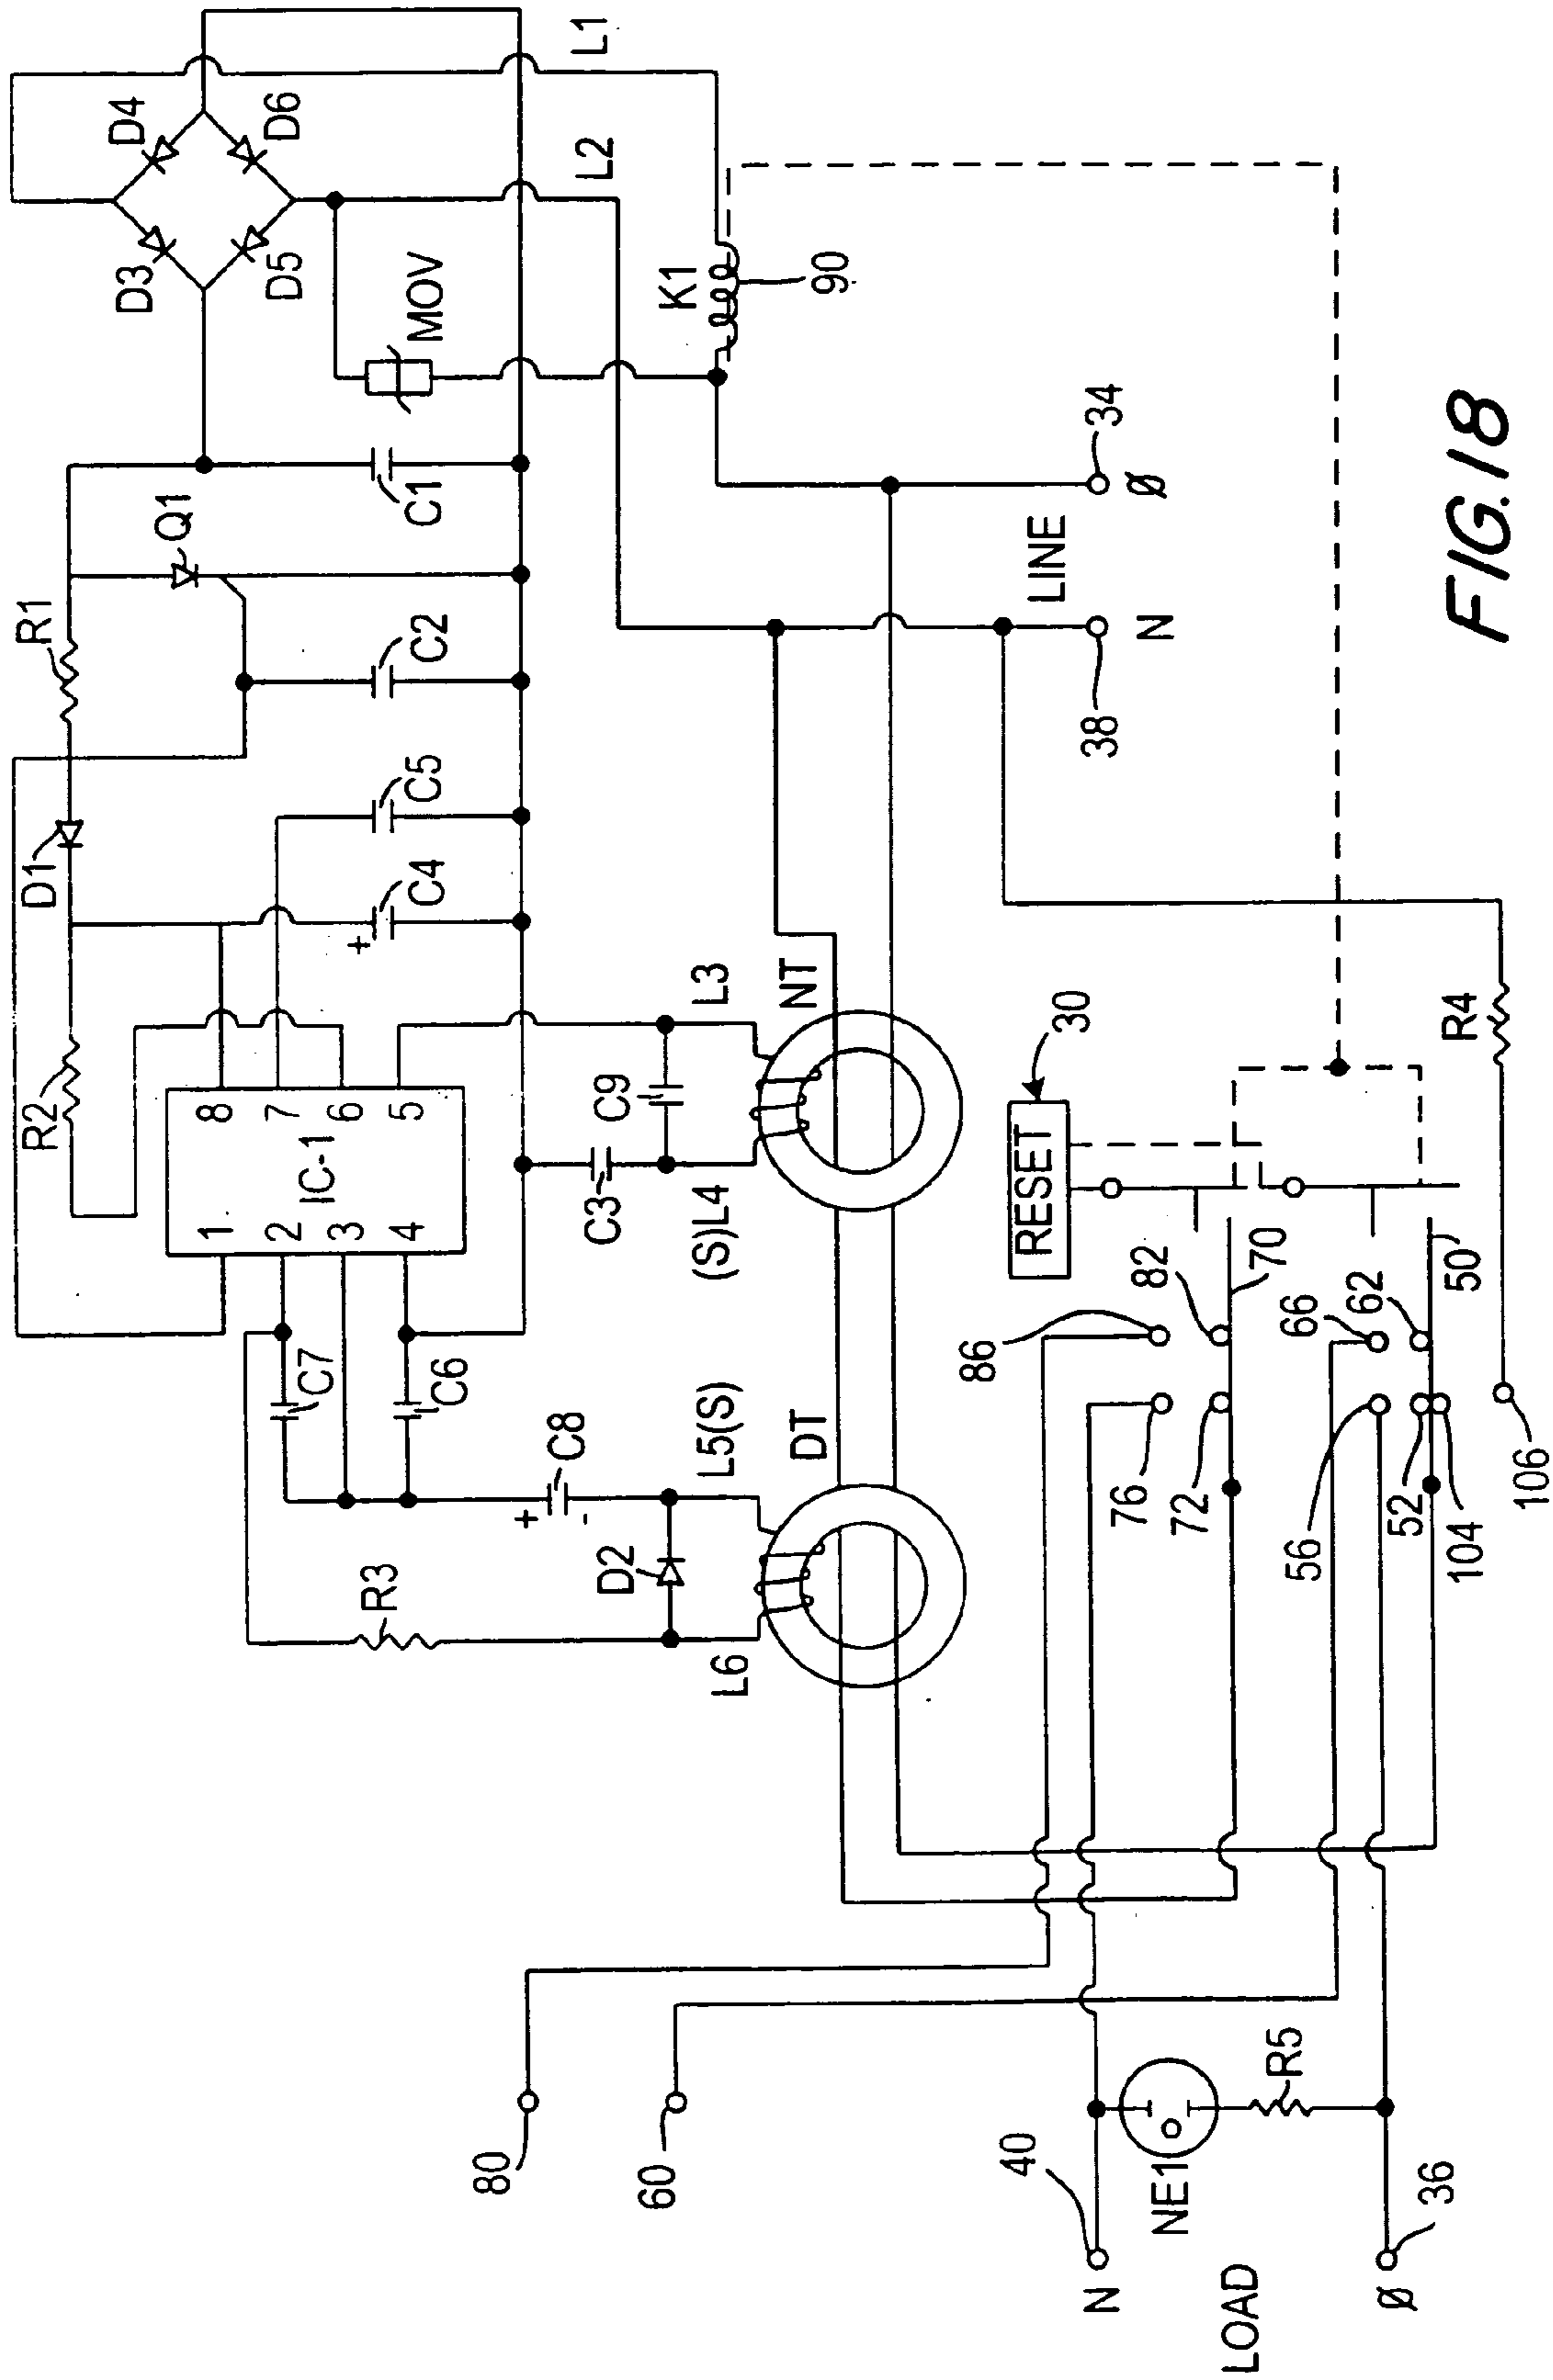 L1
D4
D6
L2
D3
D5
MOV
K1
90
C1
Q1
34
Ø
LINE
R1
C2
38
N
C5
D1
C4
+
R2
8
7
6
5
IC-1
1
2
3
4
C9
L3
NT
C3
(S)L4
RESET
30
R4
C7
C6
C8
+
-
L5(S)
DT
D2
R3
L6
86
82
70
66
62
50
76
72
56
52
104
106
80
60
40
N
NE1
R5
LOAD
Ø
36
FIG.18